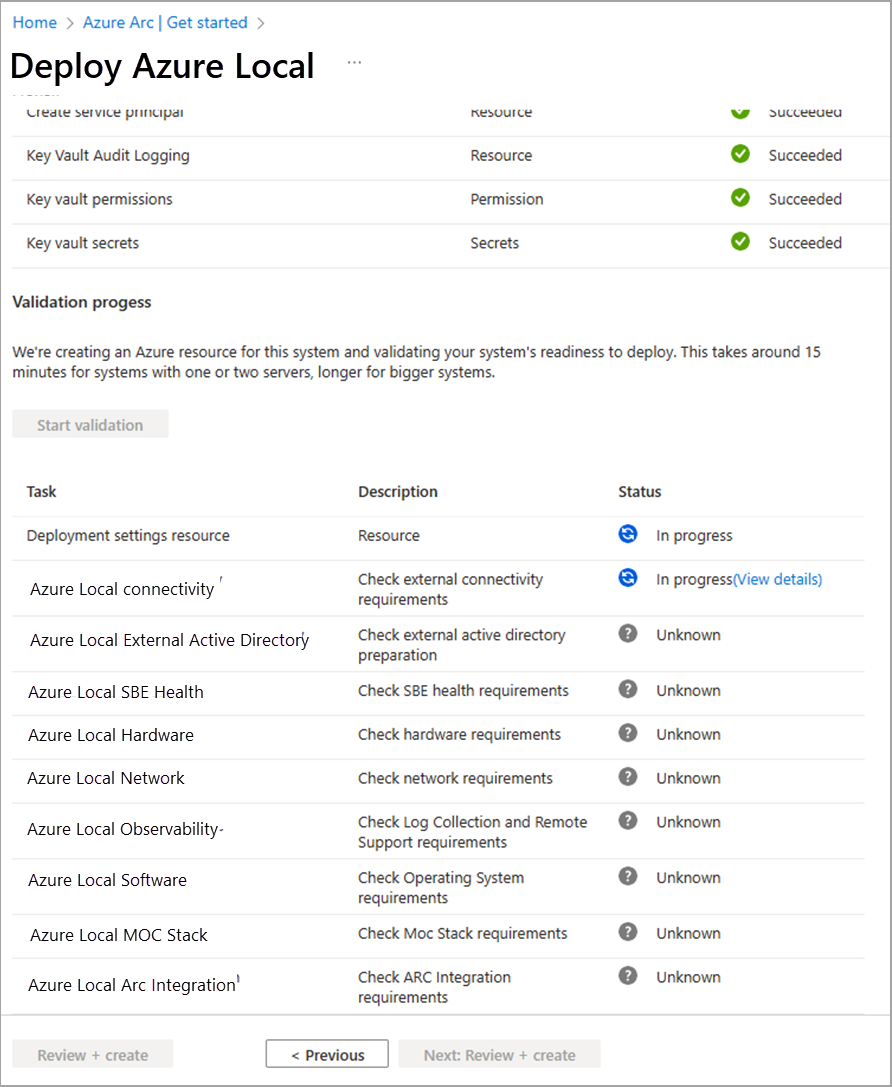 Home > Azure Arc | Get started >
Deploy Azure Local ...
Create service principal Resource Succeeded
Key Vault Audit Logging Resource Succeeded
Key vault permissions Permission Succeeded
Key vault secrets Secrets Succeeded
Validation progess
We're creating an Azure resource for this system and validating your system's readiness to deploy. This takes around 15
minutes for systems with one or two servers, longer for bigger systems.
Start validation
Task Description Status
Deployment settings resource Resource In progress
Azure Local connectivity Check external connectivity In progress(View details)
requirements
Azure Local External Active Directory Check external active directory Unknown
preparation
Azure Local SBE Health Check SBE health requirements Unknown
Azure Local Hardware Check hardware requirements Unknown
Azure Local Network Check network requirements Unknown
Azure Local Observability Check Log Collection and Remote Unknown
Support requirements
Azure Local Software Check Operating System Unknown
requirements
Azure Local MOC Stack Check Moc Stack requirements Unknown
Azure Local Arc Integration Check ARC Integration Unknown
requirements
Review + create < Previous Next: Review + create